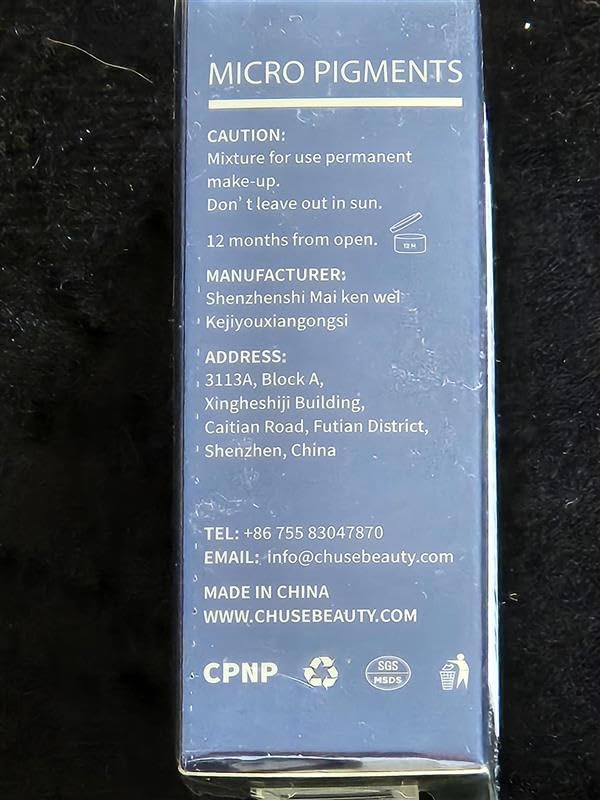 MICRO PIGMENTS
CAUTION:
Mixture for use permanent
make-up.
Don't leave out in sun.
12 months from open.
12 M
MANUFACTURER:
Shenzhenshi Mai ken wei
Kejiyouxiangongsi
ADDRESS:
3113A, Block A,
Xingheshiji Building,
Caitian Road, Futian District,
Shenzhen, China
TEL: +86 755 83047870
EMAIL: info@chusebeauty.com
MADE IN CHINA
WWW.CHUSEBEAUTY.COM
CPNP
SGS
MSDS